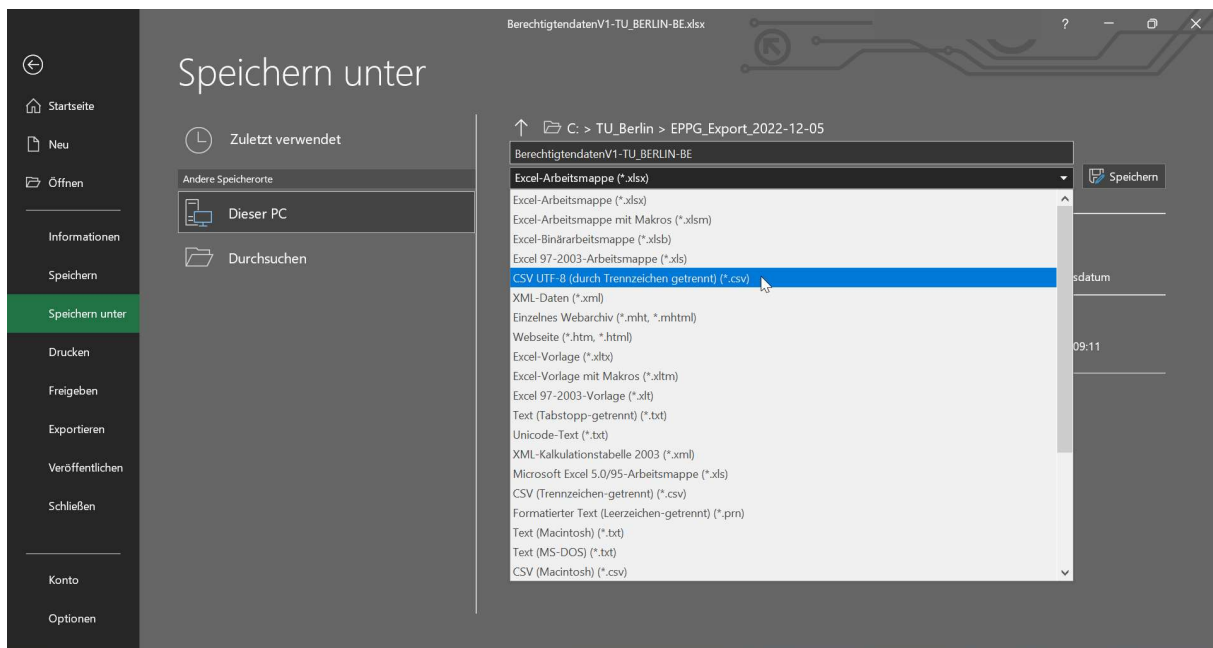 BerechtigtendatenV1-TU_BERLIN-BE.xlsx
?
Speichern unter
Startseite
Neu
Öffnen
Informationen
Speichern
Speichern unter
Drucken
Freigeben
Exportieren
Veröffentlichen
Schließen
Konto
Optionen
Zuletzt verwendet
Andere Speicherorte
Dieser PC
Durchsuchen
C: > TU_Berlin > EPPG_Export_2022-12-05
BerechtigtendatenV1-TU_BERLIN-BE
Excel-Arbeitsmappe (*.xlsx)
Speichern
Excel-Arbeitsmappe (*.xlsx)
Excel-Arbeitsmappe mit Makros (*.xlsm)
Excel-Binärarbeitsmappe (*.xlsb)
Excel 97-2003-Arbeitsmappe (*.xls)
CSV UTF-8 (durch Trennzeichen getrennt) (*.csv)
sdatum
XML-Daten (*.xml)
Einzelnes Webarchiv (*.mht, *.mhtml)
Webseite (*.htm, *.html)
09:11
Excel-Vorlage (*.xltx)
Excel-Vorlage mit Makros (*.xltm)
Excel 97-2003-Vorlage (*.xlt)
Text (Tabstopp-getrennt) (*.txt)
Unicode-Text (*.txt)
XML-Kalkulationstabelle 2003 (*.xml)
Microsoft Excel 5.0/95-Arbeitsmappe (*.xls)
CSV (Trennzeichen-getrennt) (*.csv)
Formatierter Text (Leerzeichen-getrennt) (*.prn)
Text (Macintosh) (*.txt)
Text (MS-DOS) (*.txt)
CSV (Macintosh) (*.csv)